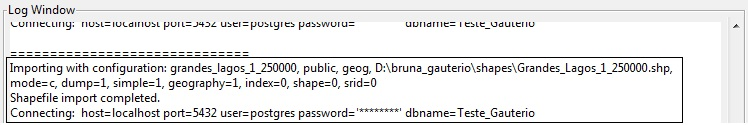 Log Window
Connecting: host=localhost port=5432 user=postgres password=' dbname=Teste_Gauterio
==============================
Importing with configuration: grandes_lagos_1_250000, public, geog, D:\bruna_gauterio\shapes\Grandes_Lagos_1_250000.shp,
mode=c, dump=1, simple=1, geography=1, index=0, shape=0, srid=0
Shapefile import completed.
Connecting: host=localhost port=5432 user=postgres password='********' dbname=Teste_Gauterio